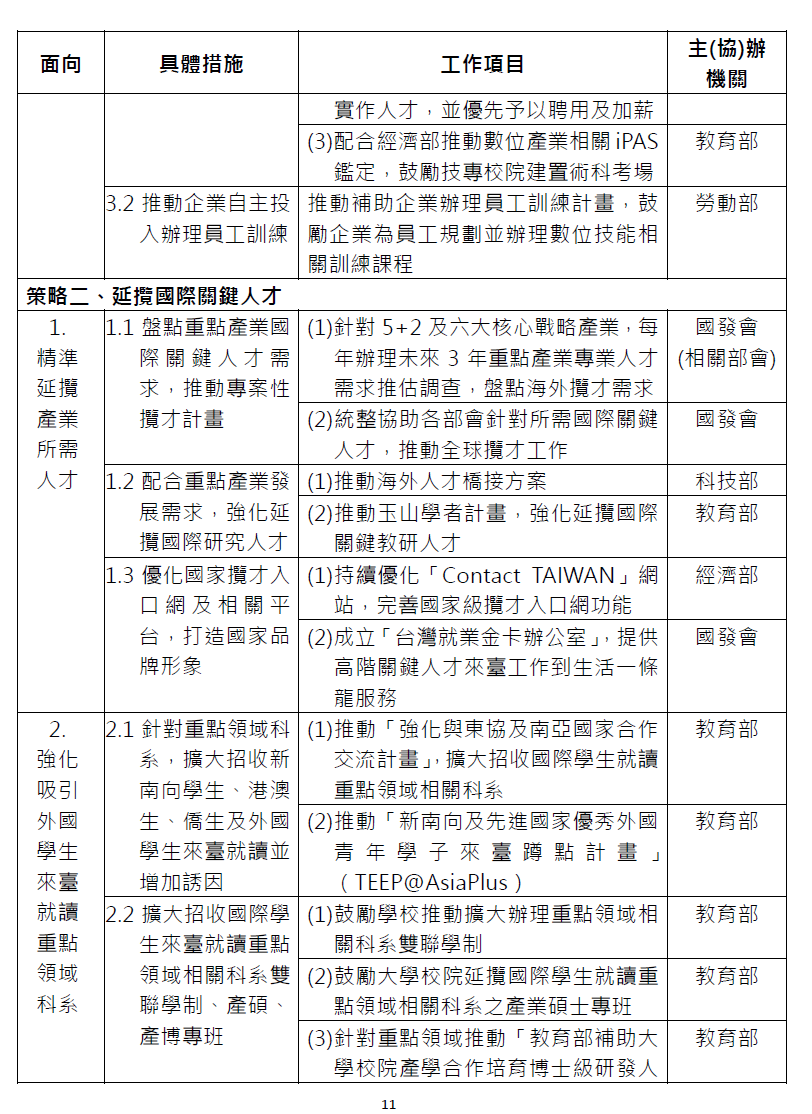 面向 具體措施 工作項目 主(協)辦
機關
實作人才，並優先予以聘用及加薪
(3)配合經濟部推動數位產業相關 iPAS 教育部
鑑定，鼓勵技專校院建置術科考場
3.2 推動企業自主投 推動補助企業辦理員工訓練計畫，鼓 勞動部
入辦理員工訓練 勵企業為員工規劃並辦理數位技能相
關訓練課程
策略二、延攬國際關鍵人才
1. 1.1 盤點重點產業國 (1)針對 5+2 及六大核心戰略產業，每 國發會
精準 際關鍵人才需 年辦理未來 3 年重點產業專業人才 (相關部會)
延攬 求，推動專案性 需求推估調查，盤點海外攬才需求
產業 攬才計畫 (2)統整協助各部會針對所需國際關鍵 國發會
所需 人才，推動全球攬才工作
人才 1.2 配合重點產業發 (1)推動海外人才橋接方案 科技部
展需求，強化延 (2)推動玉山學者計畫，強化延攬國際 教育部
攬國際研究人才 關鍵教研人才
1.3 優化國家攬才入 (1)持續優化「Contact TAIWAN」網 經濟部
口網及相關平 站，完善國家級攬才入口網功能
台，打造國家品 (2)成立「台灣就業金卡辦公室」，提供 國發會
牌形象 高階關鍵人才來臺工作到生活一條
龍服務
2. 2.1 針對重點領域科 (1)推動「強化與東協及南亞國家合作 教育部
強化 系，擴大招收新 交流計畫」，擴大招收國際學生就讀
吸引 南向學生、港澳 重點領域相關科系
外國 生、僑生及外國 (2)推動「新南向及先進國家優秀外國 教育部
學生 學生來臺就讀並 青年學子來臺蹲點計畫」
來臺 增加誘因 （TEEP@AsiaPlus）
就讀 2.2 擴大招收國際學 (1)鼓勵學校推動擴大辦理重點領域相 教育部
重點 生來臺就讀重點 關科系雙聯學制
領域 領域相關科系雙 (2)鼓勵大學校院延攬國際學生就讀重 教育部
科系 聯學制、產碩、 點領域相關科系之產業碩士專班
產博專班 (3)針對重點領域推動「教育部補助大 教育部
學校院產學合作培育博士級研發人
11